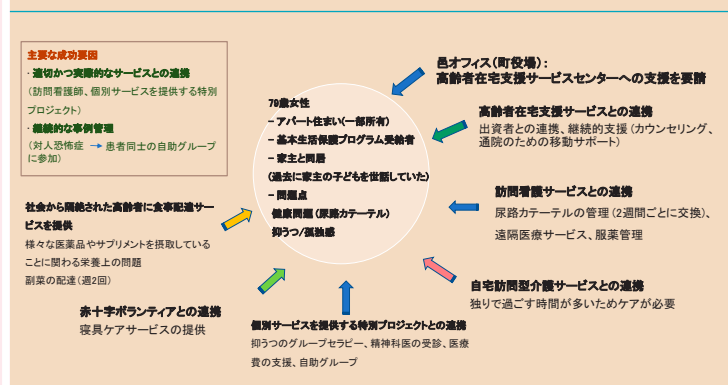 主要な成功要因
・適切かつ実際的なサービスとの連携
（訪問看護師、個別サービスを提供する特別
プロジェクト）
・継続的な事例管理
（対人恐怖症 → 患者同士の自助グループ
に参加）
邑オフィス（町役場）：
高齢者在宅支援サービスセンターへの支援を要請
79歳女性
– アパート住まい（一部所有）
– 基本生活保護プログラム受給者
– 家主と同居
（過去に家主の子どもを世話していた）
– 問題点
健康問題（尿路カテーテル）
抑うつ/孤独感
高齢者在宅支援サービスとの連携
出資者との連携、継続的支援（カウンセリング、
通院のための移動サポート）
訪問看護サービスとの連携
尿路カテーテルの管理（2週間ごとに交換）、
遠隔医療サービス、服薬管理
自宅訪問型介護サービスとの連携
独りで過ごす時間が多いためケアが必要
社会から隔絶された高齢者に食事配達サー
ビスを提供
様々な医薬品やサプリメントを摂取している
ことに関わる栄養上の問題
副菜の配達（週2回）
赤十字ボランティアとの連携
寝具ケアサービスの提供
個別サービスを提供する特別プロジェクトとの連携
抑うつのグループセラピー、精神科医の受診、医療
費の支援、自助グループ